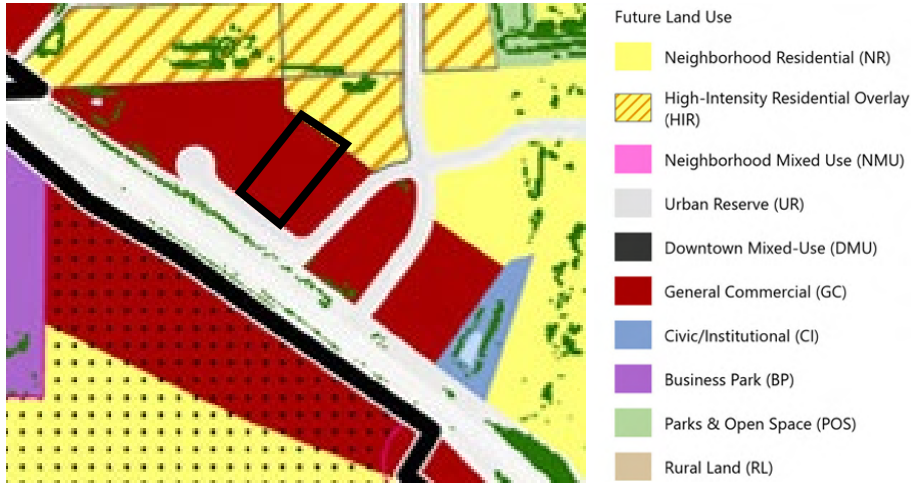 Future Land Use
Neighborhood Residential (NR)
High-Intensity Residential Overlay
(HIR)
Neighborhood Mixed Use (NMU)
Urban Reserve (UR)
Downtown Mixed-Use (DMU)
General Commercial (GC)
Civic/Institutional (CI)
Business Park (BP)
Parks & Open Space (POS)
Rural Land (RL)